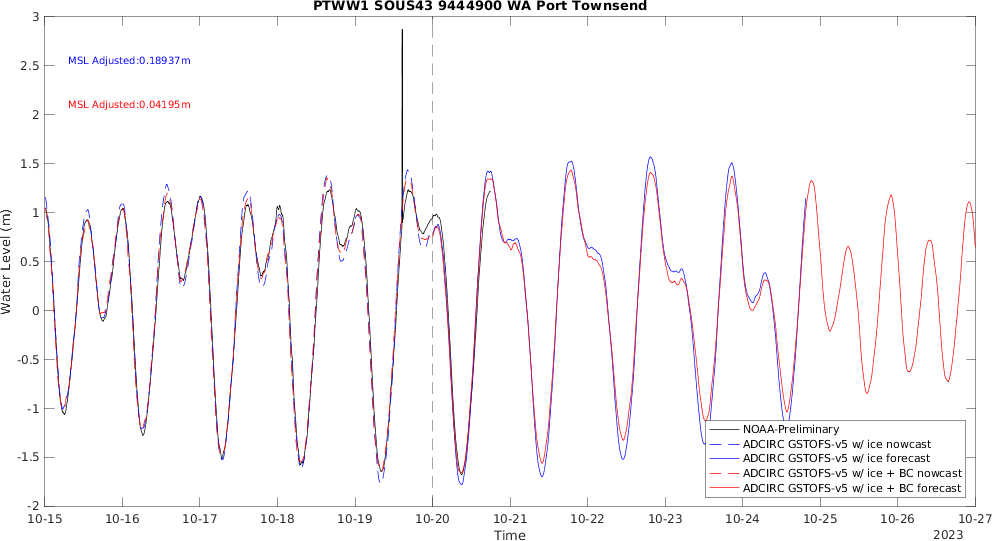 PTWW1 SOUS43 9444900 WA Port Townsend
3
2.5
2
1.5
1
0.5
0
-0.5
-1
-1.5
-2
Water Level (m)
MSL Adjusted:0.18937m
MSL Adjusted:0.04195m
NOAA-Preliminary
ADCIRC GSTOFS-v5 w/ ice nowcast
ADCIRC GSTOFS-v5 w/ ice forecast
ADCIRC GSTOFS-v5 w/ ice + BC nowcast
ADCIRC GSTOFS-v5 w/ ice + BC forecast
10-15 10-16 10-17 10-18 10-19 10-20 10-21 10-22 10-23 10-24 10-25 10-26 10-27
Time
2023